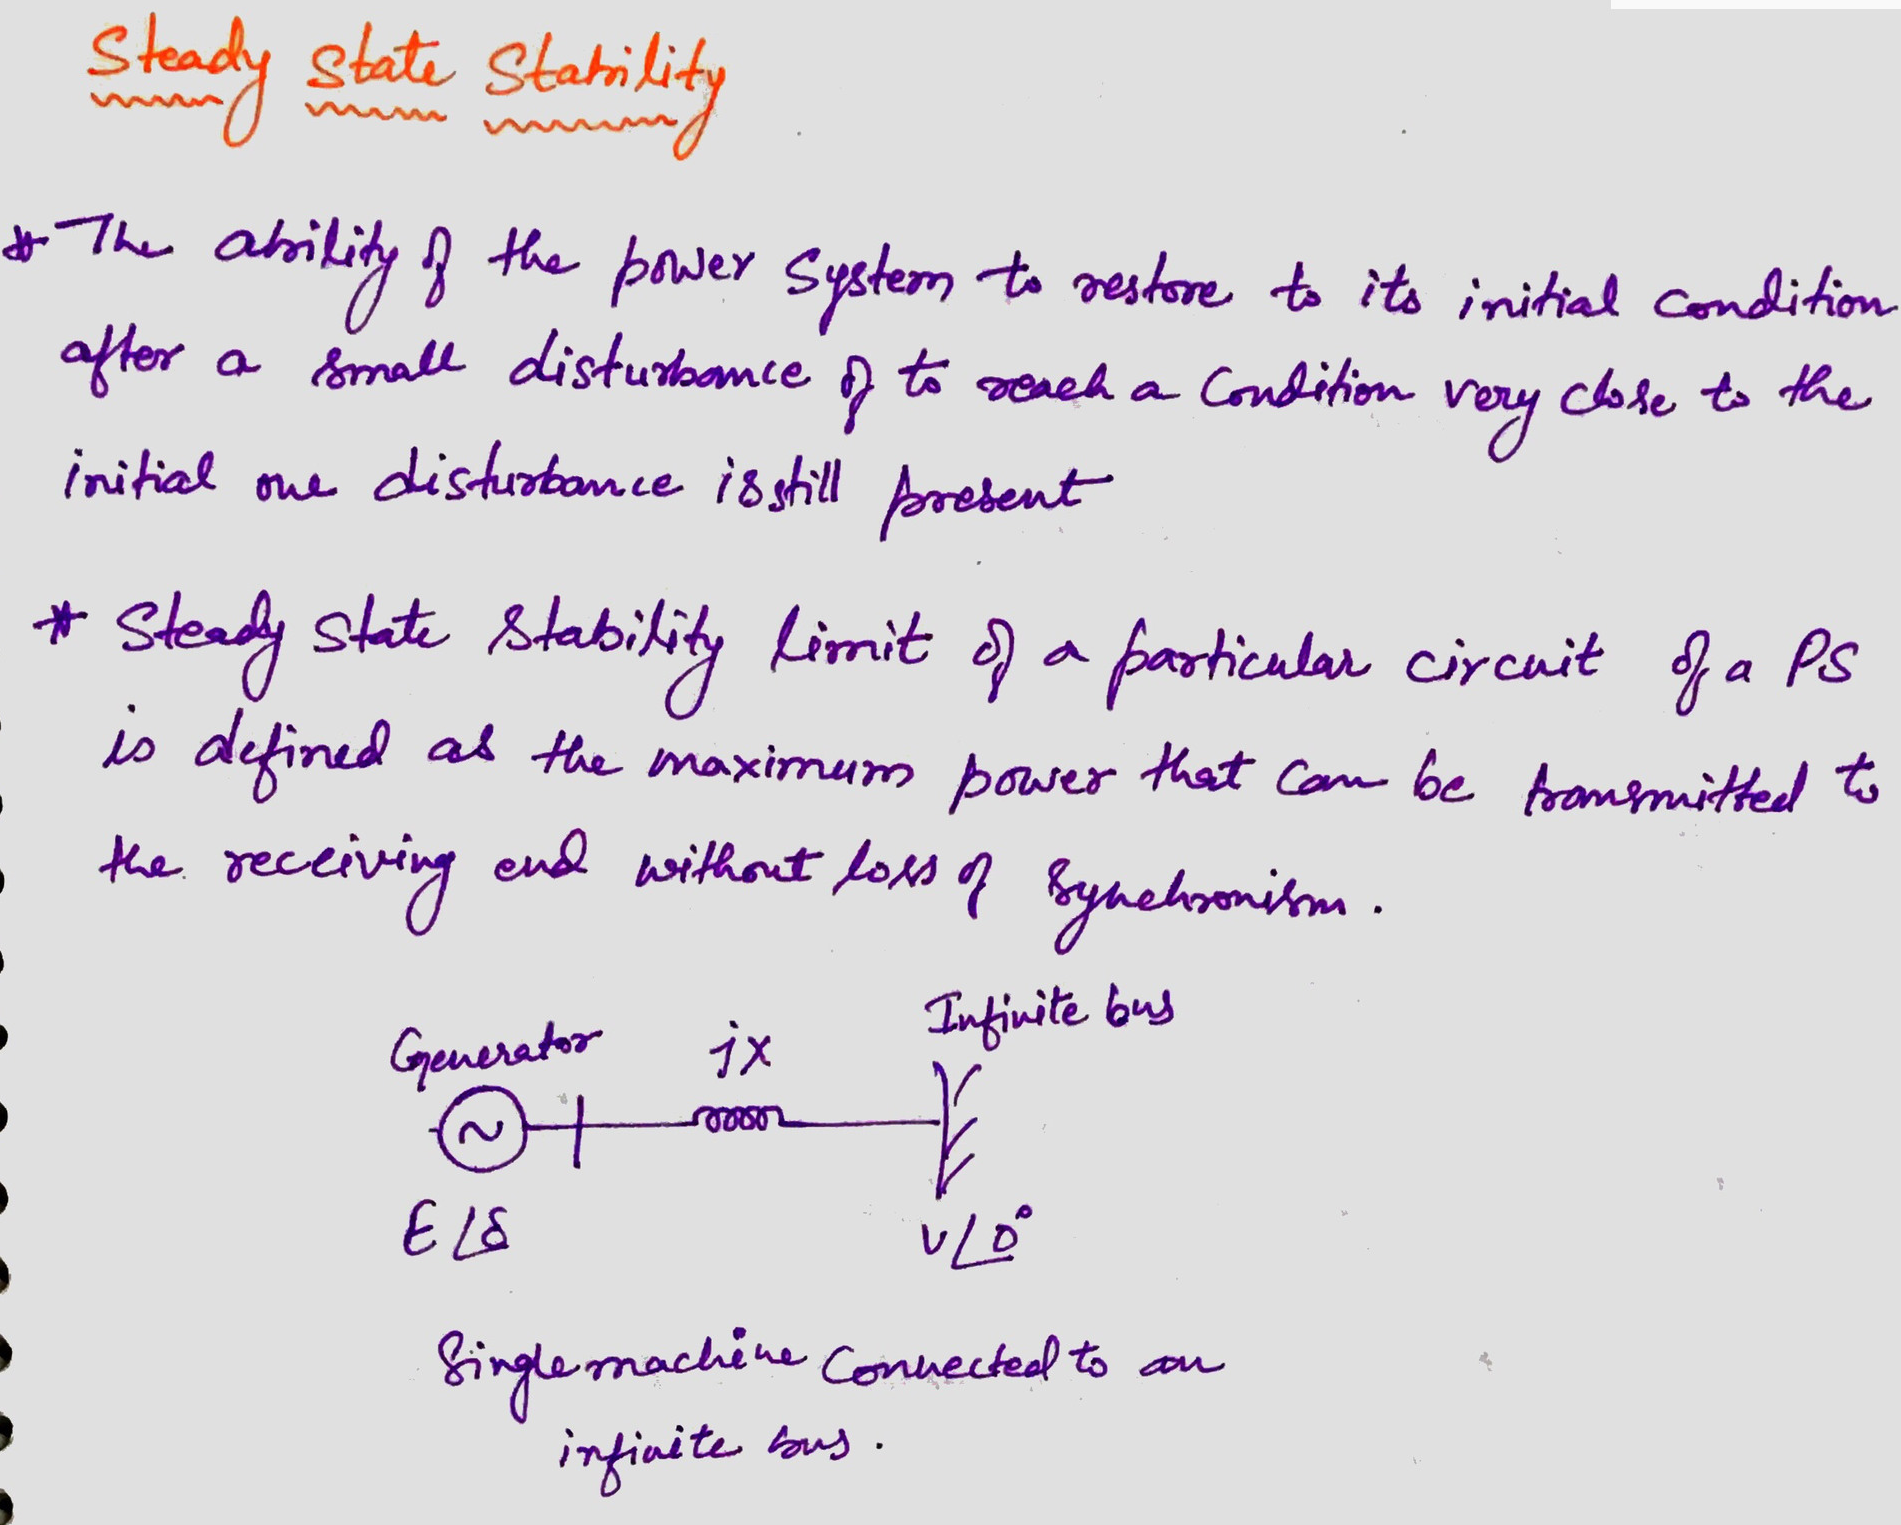 Steady State Stability
* The ability of the power System to restore to its initial condition
after a small disturbance of to reach a Condition very close to the
initial one disturbance is still present
* Steady State Stability limit of a particular circuit of a PS
is defined as the maximum power that can be transmitted to
the receiving end without loss of Synchronism.
Infinite bus
Generator jX
~
E∠δ V∠0°
Single machine Connected to an
infinite bus.